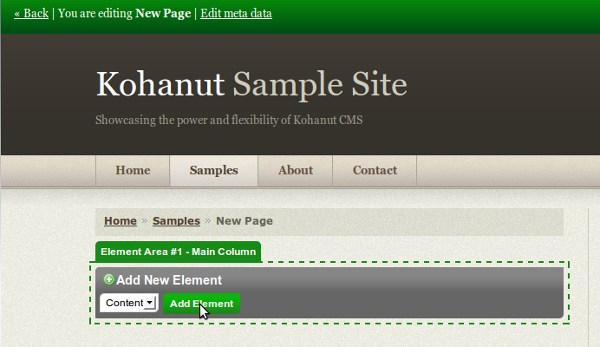 « Back | You are editing New Page | Edit meta data
Kohanut Sample Site
Showcasing the power and flexibility of Kohanut CMS
Home Samples About Contact
Home » Samples » New Page
Element Area #1 - Main Column
Add New Element
Content Add Element